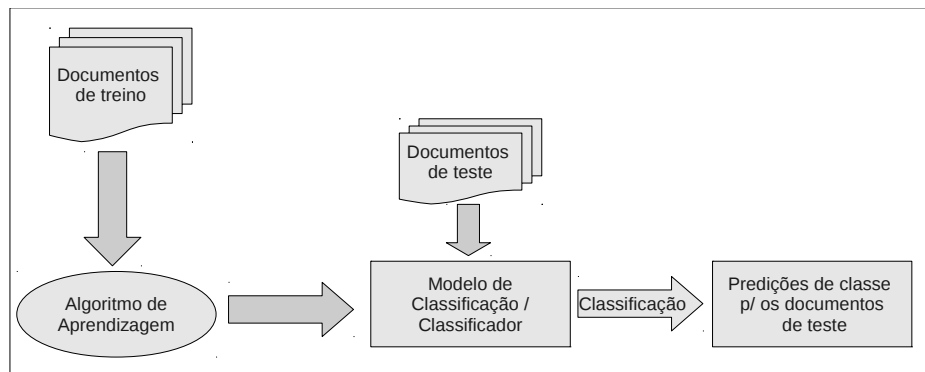 Documentos
de treino
Documentos
de teste
Algoritmo de
Aprendizagem
Modelo de
Classificação /
Classificador
Classificação
Predições de classe
p/ os documentos
de teste